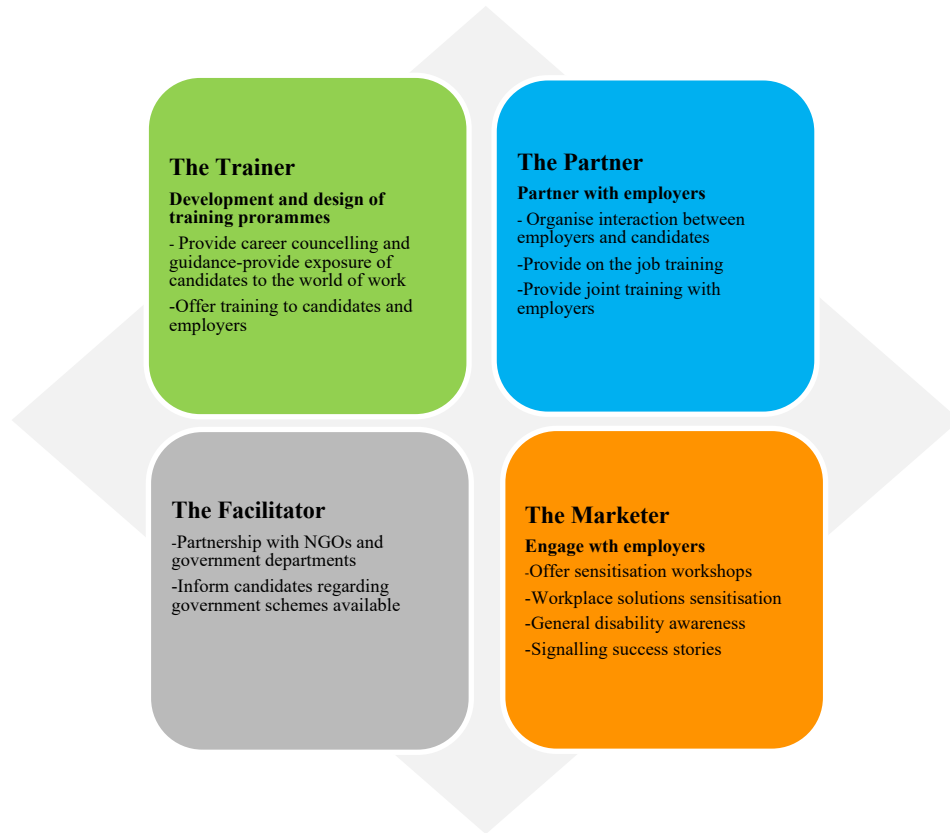 The Trainer
Development and design of
training prorammes
- Provide career councelling and
guidance-provide exposure of
candidates to the world of work
-Offer training to candidates and
employers
The Partner
Partner with employers
- Organise interaction between
employers and candidates
-Provide on the job training
-Provide joint training with
employers
The Facilitator
-Partnership with NGOs and
government departments
-Inform candidates regarding
government schemes available
The Marketer
Engage wth employers
-Offer sensitisation workshops
-Workplace solutions sensitisation
-General disability awareness
-Signalling success stories